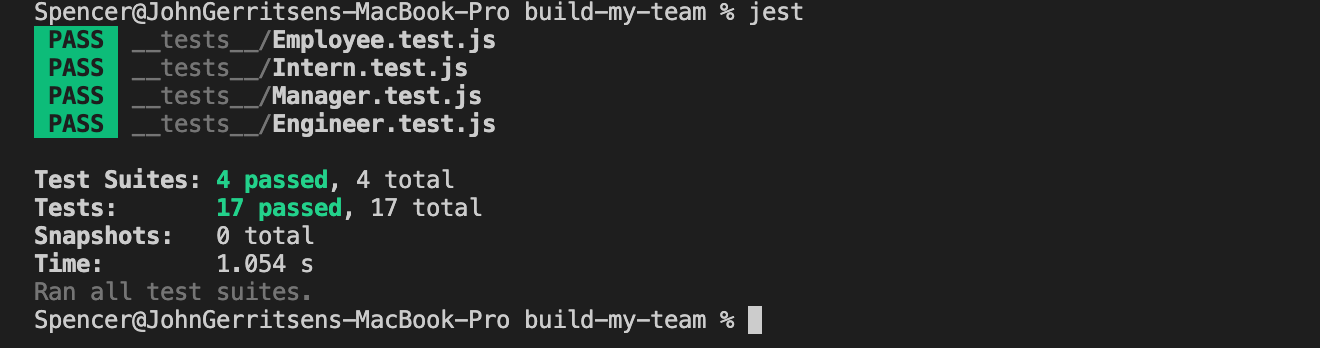 Spencer@JohnGerritsens-MacBook-Pro build-my-team % jest
PASS __tests__/Employee.test.js
PASS __tests__/Intern.test.js
PASS __tests__/Manager.test.js
PASS __tests__/Engineer.test.js
Test Suites: 4 passed, 4 total
Tests: 17 passed, 17 total
Snapshots: 0 total
Time: 1.054 s
Ran all test suites.
Spencer@JohnGerritsens-MacBook-Pro build-my-team %